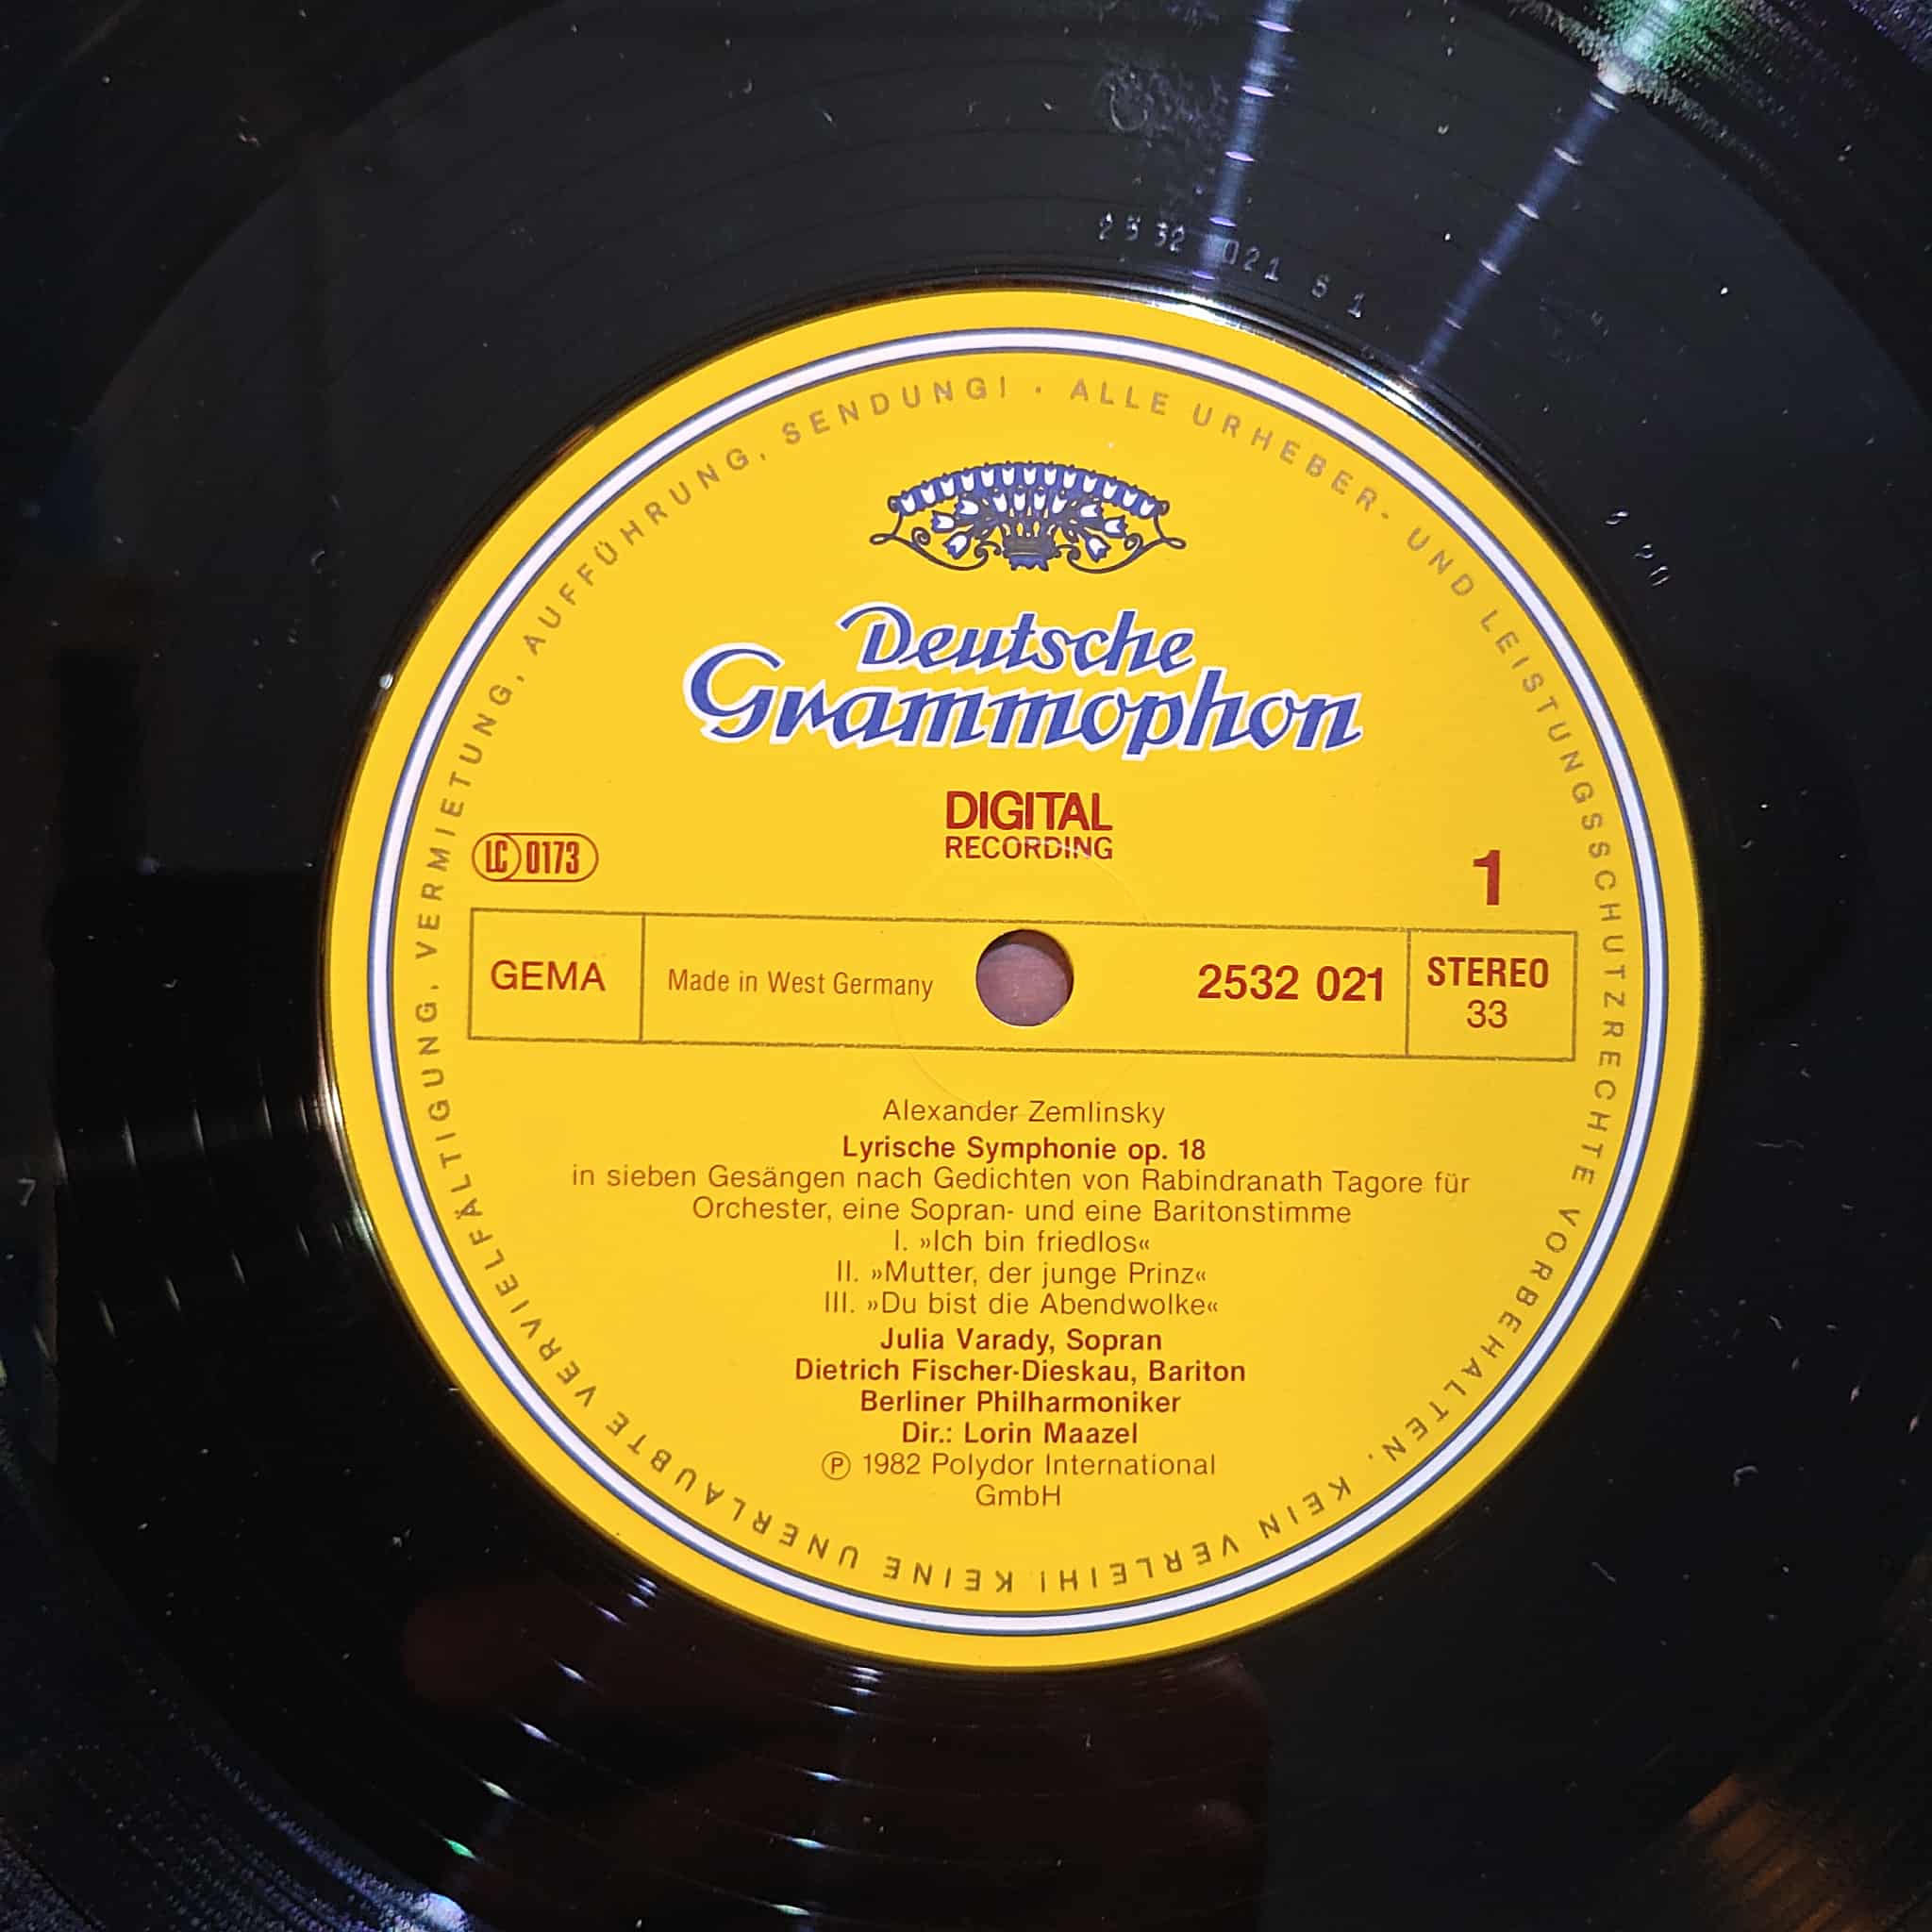 2532 021 S 1
ALLE URHEBER- UND LEISTUNGSSCHUTZRECHTE VORBEHALTEN. KEIN VERLEIH! KEINE UNERLAUBTE VERVIELFÄLTIGUNG, VERMIETUNG, AUFFÜHRUNG, SENDUNG! ·
Deutsche
Grammophon
DIGITAL
RECORDING
LC 0173
1
GEMA
Made in West Germany
2532 021
STEREO
33
Alexander Zemlinsky
Lyrische Symphonie op. 18
in sieben Gesängen nach Gedichten von Rabindranath Tagore für
Orchester, eine Sopran- und eine Baritonstimme
I. »Ich bin friedlos«
II. »Mutter, der junge Prinz«
III. »Du bist die Abendwolke«
Julia Varady, Sopran
Dietrich Fischer-Dieskau, Bariton
Berliner Philharmoniker
Dir.: Lorin Maazel
℗ 1982 Polydor International
GmbH